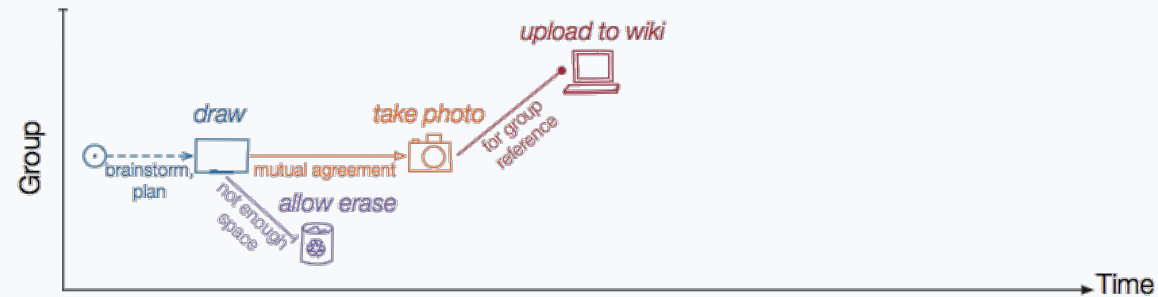 upload to wiki
draw
take photo
for group
reference
Group
brainstorm,
plan
mutual agreement
not enough
space
allow erase
Time